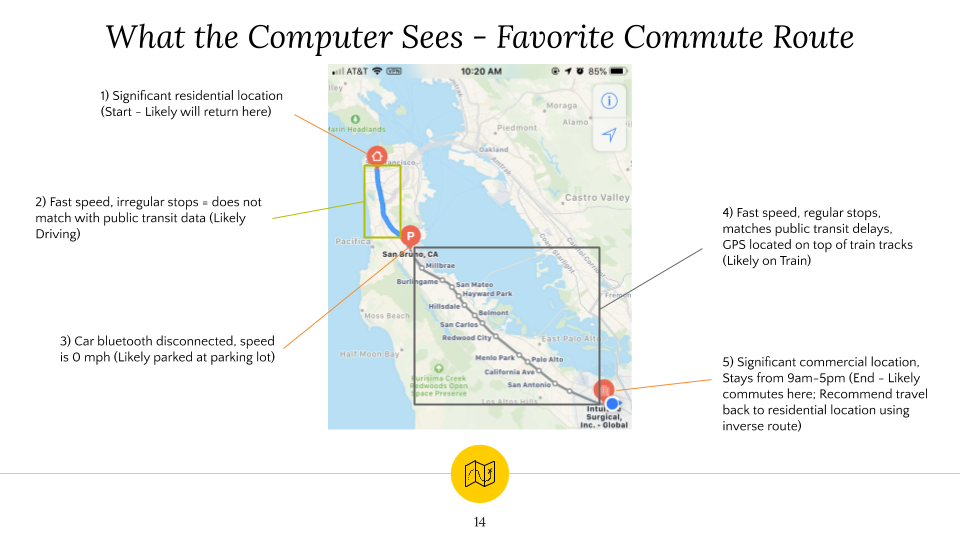 What the Computer Sees - Favorite Commute Route
1) Significant residential location
(Start - Likely will return here)
2) Fast speed, irregular stops = does not
match with public transit data (Likely
Driving)
3) Car bluetooth disconnected, speed
is 0 mph (Likely parked at parking lot)
AT&T VPN 10:20 AM 85%
Valley
Moraga
Alamo
Piedmont
Marin Headlands
Oakland
Amtrak
Francisco
Castro Valley
Pacifica
P
San Bruno, CA
Millbrae
Burlingame
San Mateo
Hayward Park
Fremon
Hillsdale
Belmont
Moss Beach
San Carlos
Redwood City
East Palo Alto
Half Moon Bay
Menlo Park
Palo Alto
California Ave
Purisima Creek
Redwoods Open
Space Preserve
San Antonio
Los Altos Hills
Surgical,
Inc. - Global
4) Fast speed, regular stops,
matches public transit delays,
GPS located on top of train tracks
(Likely on Train)
5) Significant commercial location,
Stays from 9am-5pm (End - Likely
commutes here; Recommend travel
back to residential location using
inverse route)
14